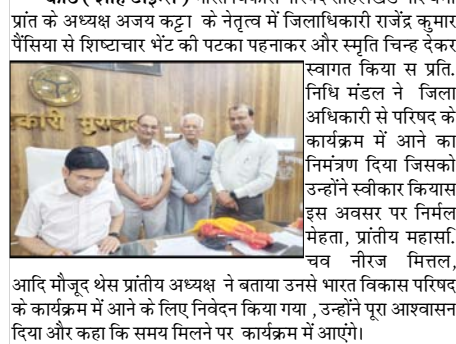 प्रांत के अध्यक्ष अजय कट्टा के नेतृत्व में जिलाधिकारी राजेंद्र कुमार
पैंसिया से शिष्टाचार भेंट की पटका पहनाकर और स्मृति चिन्ह देकर
स्वागत किया स प्रति.
निधि मंडल ने जिला
अधिकारी से परिषद के
कार्यक्रम में आने का
निमंत्रण दिया जिसको
उन्होंने स्वीकार कियास
इस अवसर पर निर्मल
मेहता, प्रांतीय महासि.
चव नीरज मित्तल,
आदि मौजूद थेस प्रांतीय अध्यक्ष ने बताया उनसे भारत विकास परिषद
के कार्यक्रम में आने के लिए निवेदन किया गया , उन्होंने पूरा आश्वासन
दिया और कहा कि समय मिलने पर कार्यक्रम में आएंगे।